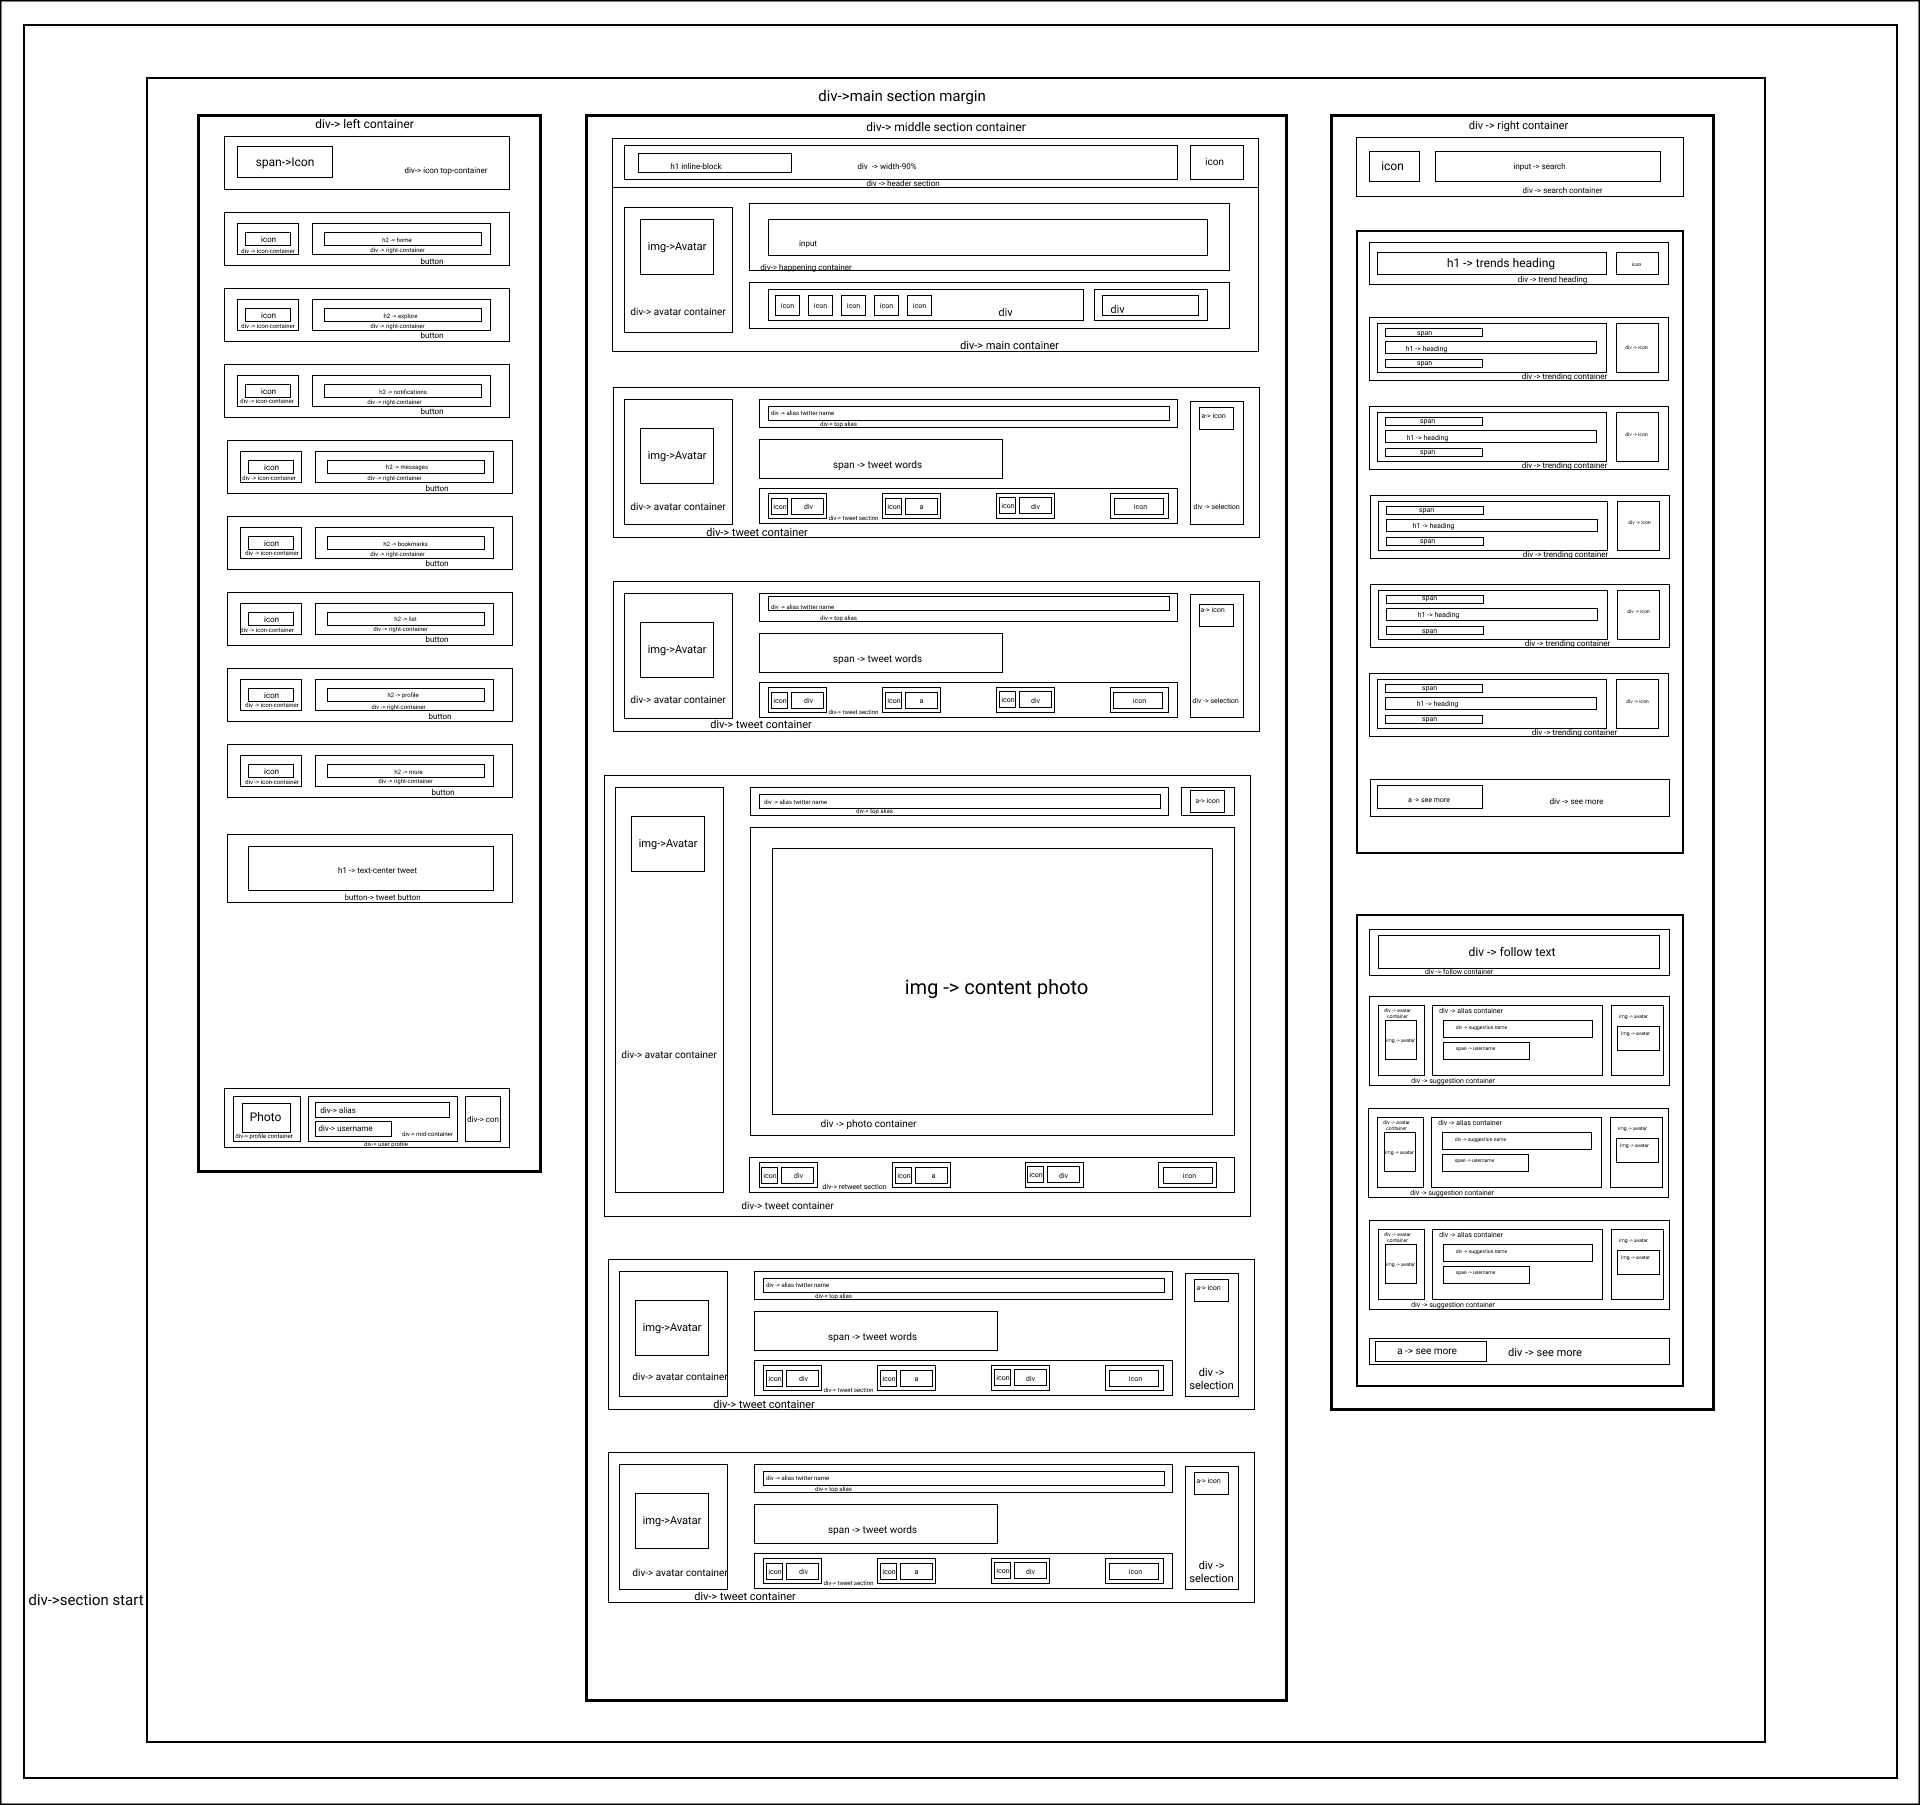 div->main section margin
div-> left container
span->Icon
div-> icon top-container
icon
div -> icon-container
h2 -> home
div -> right-container
button
icon
div -> icon-container
h2 -> explore
div -> right-container
button
icon
div -> icon-container
h2 -> notifications
div -> right-container
button
icon
div -> icon-container
h2 -> messages
div -> right-container
button
icon
div -> icon-container
h2 -> bookmarks
div -> right-container
button
icon
div -> icon-container
h2 -> list
div -> right-container
button
icon
div -> icon-container
h2 -> profile
div -> right-container
button
icon
div -> icon-container
h2 -> more
div -> right-container
button
h1 -> text-center tweet
button-> tweet button
Photo
div-> profile container
div-> alias
div-> username
div-> mid-container
div-> con
div-> user profile
div-> middle section container
h1 inline-block
div -> width-90%
icon
div -> header section
img->Avatar
div-> avatar container
input
div-> happening container
icon
icon
icon
icon
icon
div
div
div-> main container
img->Avatar
div-> avatar container
div -> alias twitter name
div-> top alias
a-> icon
span -> tweet words
icon
div
div-> tweet section
icon
a
icon
div
icon
div -> selection
div-> tweet container
img->Avatar
div-> avatar container
div -> alias twitter name
div-> top alias
a-> icon
span -> tweet words
icon
div
div-> tweet section
icon
a
icon
div
icon
div -> selection
div-> tweet container
img->Avatar
div-> avatar container
div -> alias twitter name
div-> top alias
a-> icon
img -> content photo
div -> photo container
icon
div
div-> retweet section
icon
a
icon
div
icon
div-> tweet container
img->Avatar
div-> avatar container
div -> alias twitter name
div-> top alias
a-> icon
span -> tweet words
icon
div
div-> tweet section
icon
a
icon
div
icon
div ->
selection
div-> tweet container
img->Avatar
div-> avatar container
div -> alias twitter name
div-> top alias
a-> icon
span -> tweet words
icon
div
div-> tweet section
icon
a
icon
div
icon
div ->
selection
div-> tweet container
div -> right container
icon
input -> search
div -> search container
h1 -> trends heading
icon
div -> trend heading
span
h1 -> heading
span
div -> icon
div -> trending container
span
h1 -> heading
span
div -> icon
div -> trending container
span
h1 -> heading
span
div -> icon
div -> trending container
span
h1 -> heading
span
div -> icon
div -> trending container
span
h1 -> heading
span
div -> icon
div -> trending container
a -> see more
div -> see more
div -> follow text
div -> follow container
div -> avatar
container
img -> avatar
div -> alias container
div -> suggestion name
span -> username
img -> avatar
img -> avatar
div -> suggestion container
div -> avatar
container
img -> avatar
div -> alias container
div -> suggestion name
span -> username
img -> avatar
img -> avatar
div -> suggestion container
div -> avatar
container
img -> avatar
div -> alias container
div -> suggestion name
span -> username
img -> avatar
img -> avatar
div -> suggestion container
a -> see more
div -> see more
div->section start